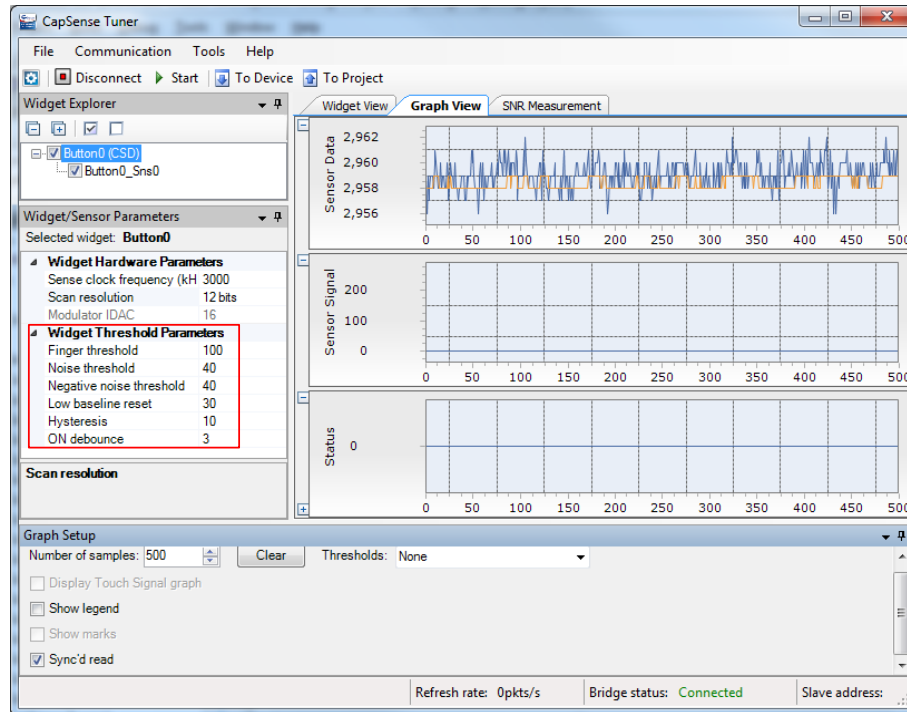 CapSense Tuner
File Communication Tools Help
Disconnect Start To Device To Project
Widget Explorer
Button0 (CSD)
Button0_Sns0
Widget/Sensor Parameters
Selected widget: Button0
Widget Hardware Parameters
Sense clock frequency (kH 3000
Scan resolution 12 bits
Modulator IDAC 16
Widget Threshold Parameters
Finger threshold 100
Noise threshold 40
Negative noise threshold 40
Low baseline reset 30
Hysteresis 10
ON debounce 3
Scan resolution
Widget View Graph View SNR Measurement
Sensor Data
2,962
2,960
2,958
2,956
0 50 100 150 200 250 300 350 400 450 500
Sensor Signal
200
100
0
0 50 100 150 200 250 300 350 400 450 500
Status
0
0 50 100 150 200 250 300 350 400 450 500
Graph Setup
Number of samples: 500 Clear Thresholds: None
Display Touch Signal graph
Show legend
Show marks
Sync'd read
Refresh rate: 0pkts/s Bridge status: Connected Slave address: